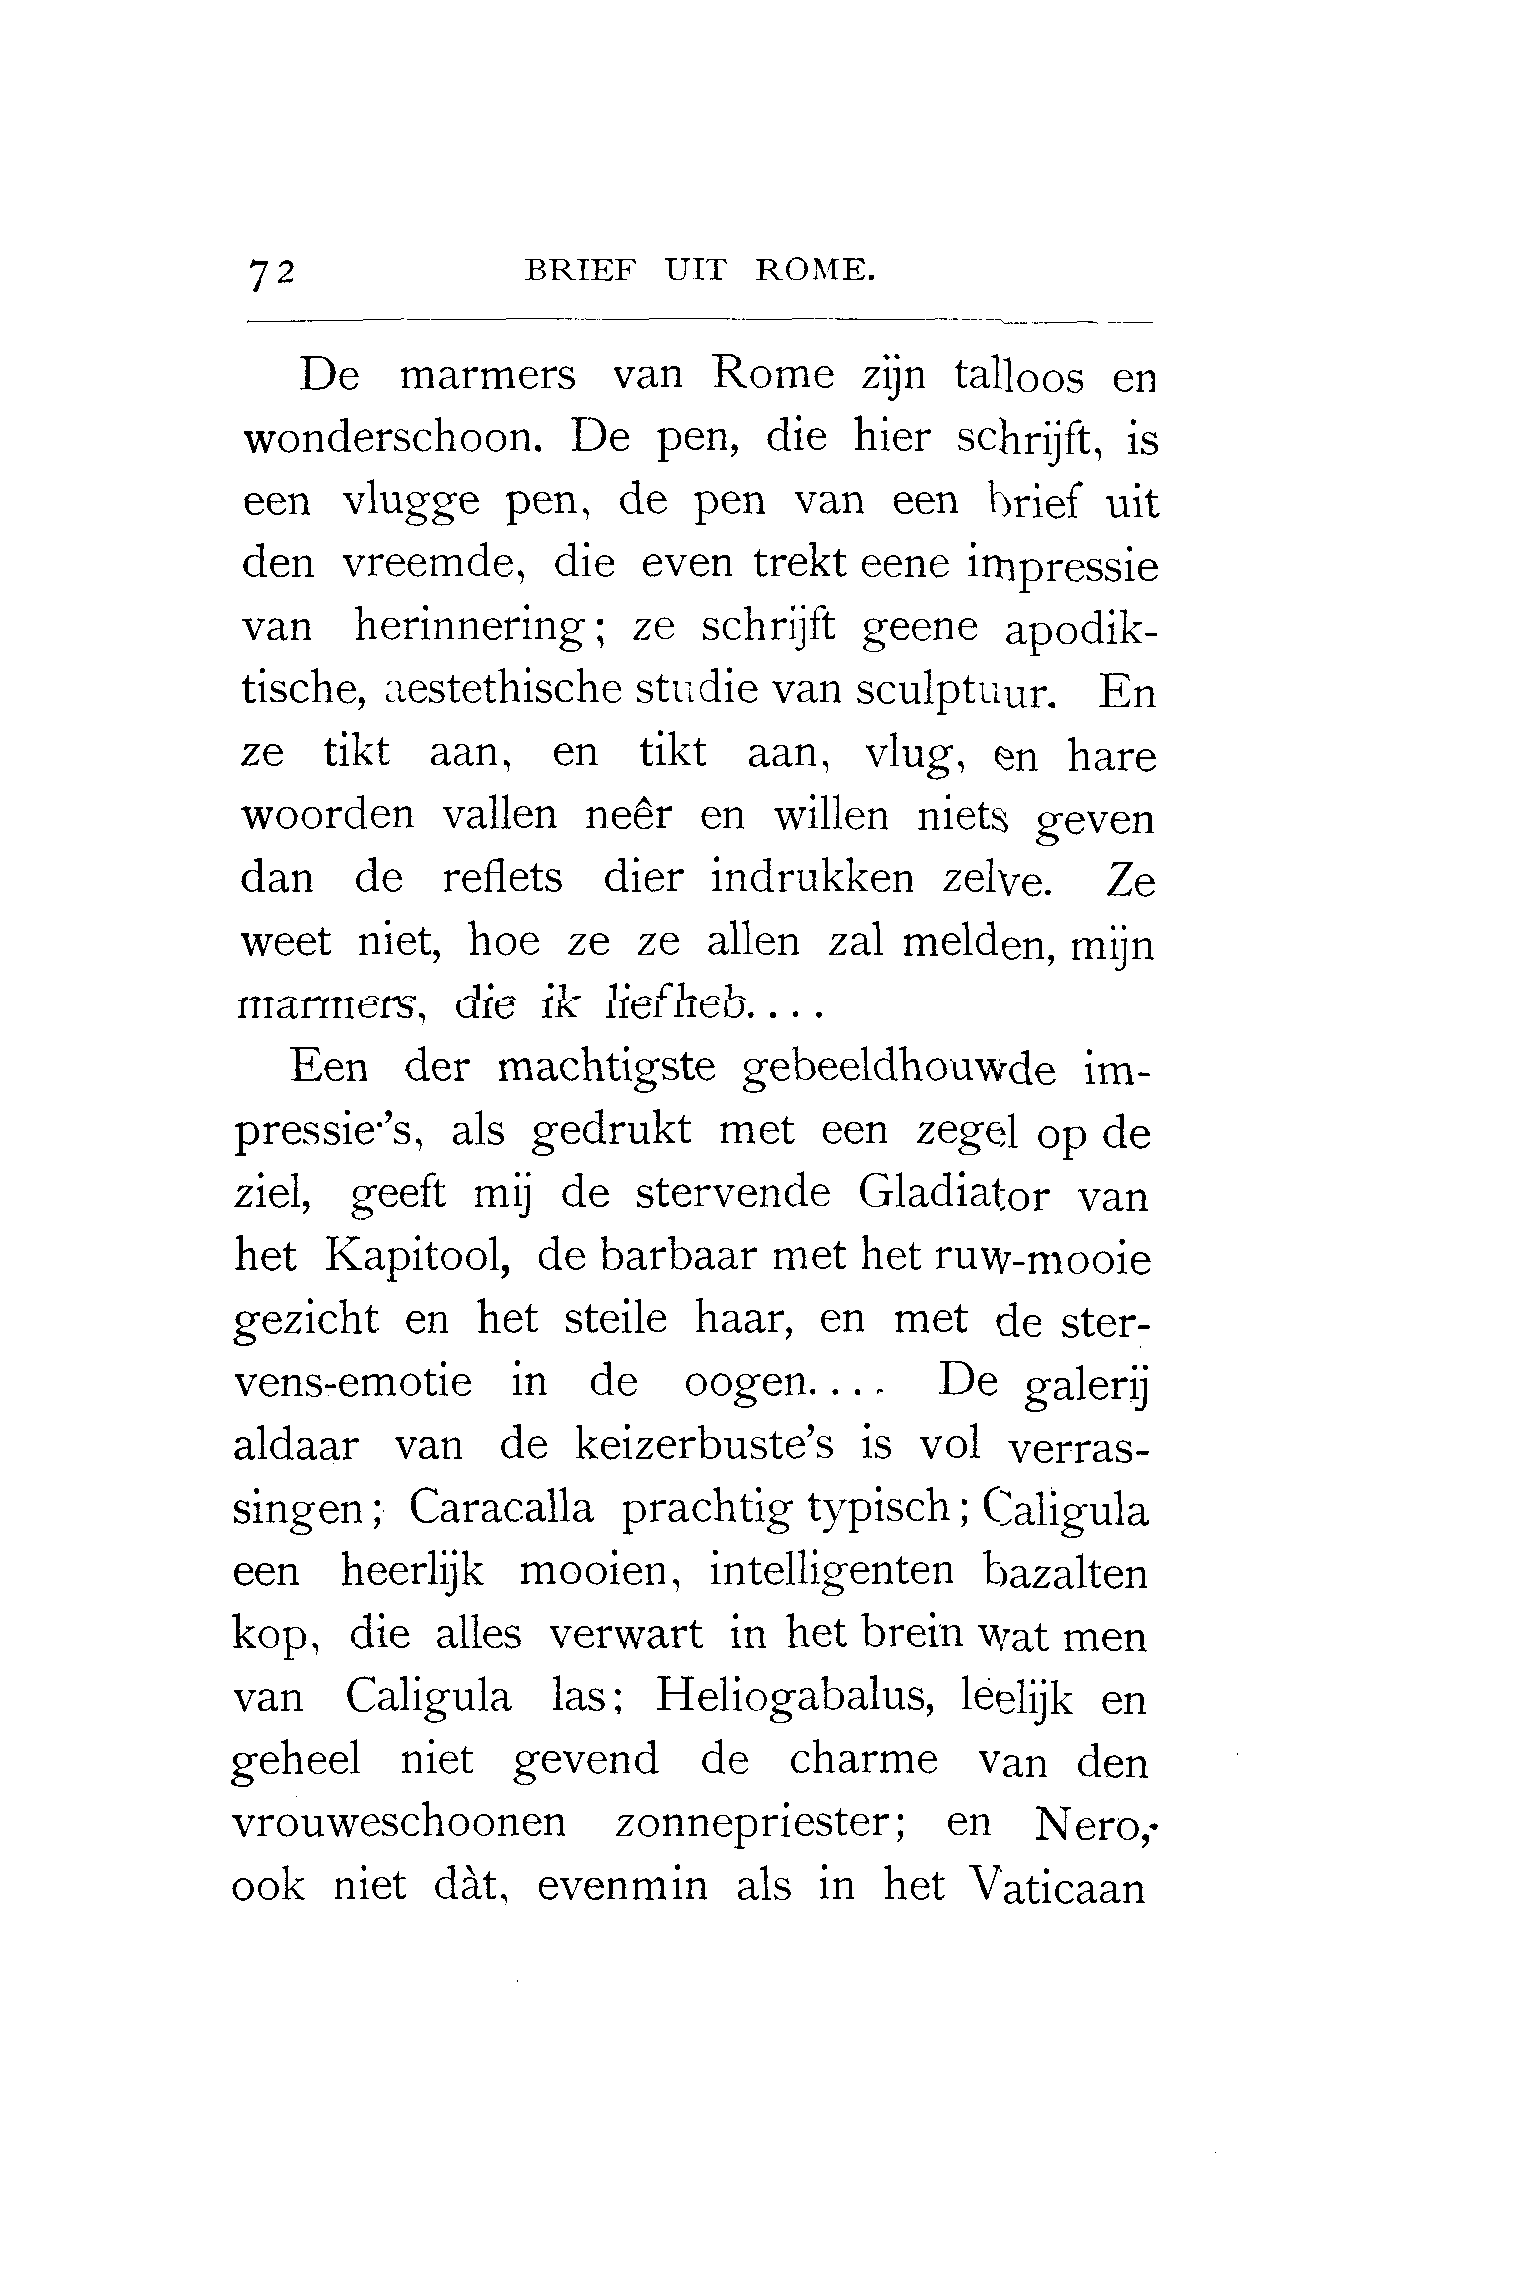 72 BRIEF UIT ROME.
De marmers van Rome zijn talloos en
wonderschoon. De pen, die hier schrijft, is
een vlugge pen, de pen van een brief uit
den vreemde, die even trekt eene impressie
van herinnering; ze schrijft geene apodik-
tische, aestethische studie van sculptuur. En
ze tikt aan, en tikt aan, vlug, en hare
woorden vallen neêr en willen niets geven
dan de reflets dier indrukken zelve. Ze
weet niet, hoe ze ze allen zal melden, mijn
marmers, die ik liefheb....
Een der machtigste gebeeldhouwde im-
pressie's, als gedrukt met een zegel op de
ziel, geeft mij de stervende Gladiator van
het Kapitool, de barbaar met het ruw-mooie
gezicht en het steile haar, en met de ster-
vens-emotie in de oogen.... De galerij
aldaar van de keizerbuste's is vol verras-
singen; Caracalla prachtig typisch; Caligula
een heerlijk mooien, intelligenten bazalten
kop, die alles verwart in het brein wat men
van Caligula las; Heliogabalus, leelijk en
geheel niet gevend de charme van den
vrouweschoonen zonnepriester; en Nero,
ook niet dàt, evenmin als in het Vaticaan